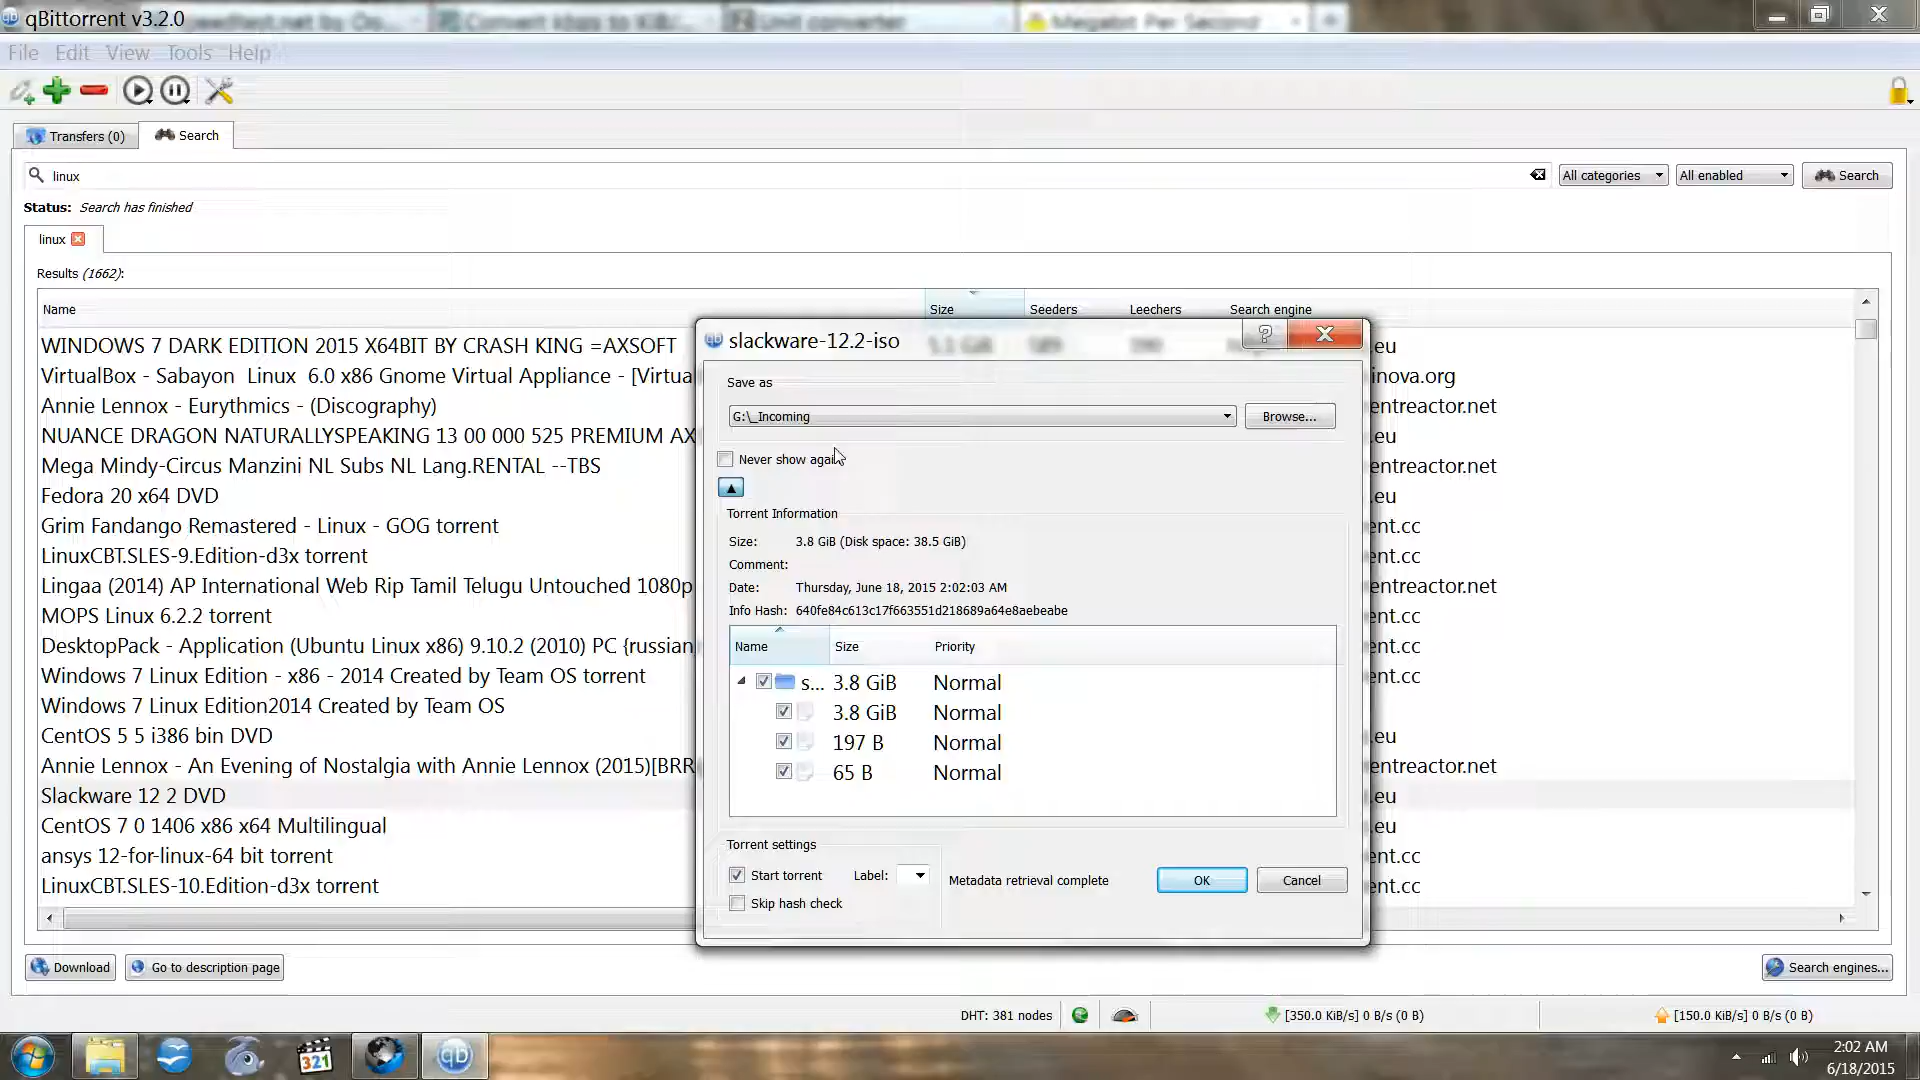 qBittorrent v3.2.0
Convert kbps to KiB/...
Unit converter
Megabit Per Second
File Edit View Tools Help
Transfers (0) Search
linux All categories All enabled Search
Status: Search has finished
linux
Results (1662):
Name Size Seeders Leechers Search engine
WINDOWS 7 DARK EDITION 2015 X64BIT BY CRASH KING =AXSOFT .eu
VirtualBox - Sabayon Linux 6.0 x86 Gnome Virtual Appliance - [Virtua inova.org
Annie Lennox - Eurythmics - (Discography) entreactor.net
NUANCE DRAGON NATURALLYSPEAKING 13 00 000 525 PREMIUM AX .eu
Mega Mindy-Circus Manzini NL Subs NL Lang.RENTAL --TBS entreactor.net
Fedora 20 x64 DVD .eu
Grim Fandango Remastered - Linux - GOG torrent ent.cc
LinuxCBT.SLES-9.Edition-d3x torrent ent.cc
Lingaa (2014) AP International Web Rip Tamil Telugu Untouched 1080p entreactor.net
MOPS Linux 6.2.2 torrent ent.cc
DesktopPack - Application (Ubuntu Linux x86) 9.10.2 (2010) PC {russian ent.cc
Windows 7 Linux Edition - x86 - 2014 Created by Team OS torrent ent.cc
Windows 7 Linux Edition2014 Created by Team OS
CentOS 5 5 i386 bin DVD .eu
Annie Lennox - An Evening of Nostalgia with Annie Lennox (2015)[BRR entreactor.net
Slackware 12 2 DVD .eu
CentOS 7 0 1406 x86 x64 Multilingual .eu
ansys 12-for-linux-64 bit torrent ent.cc
LinuxCBT.SLES-10.Edition-d3x torrent ent.cc
slackware-12.2-iso
Save as
G:\_Incoming Browse...
Never show again
Torrent Information
Size: 3.8 GiB (Disk space: 38.5 GiB)
Comment:
Date: Thursday, June 18, 2015 2:02:03 AM
Info Hash: 640fe84c613c17f663551d218689a64e8aebeabe
Name Size Priority
s... 3.8 GiB Normal
3.8 GiB Normal
197 B Normal
65 B Normal
Torrent settings
Start torrent Label: Metadata retrieval complete OK Cancel
Skip hash check
Download Go to description page Search engines...
DHT: 381 nodes [350.0 KiB/s] 0 B/s (0 B) [150.0 KiB/s] 0 B/s (0 B)
321
qb
2:02 AM
6/18/2015